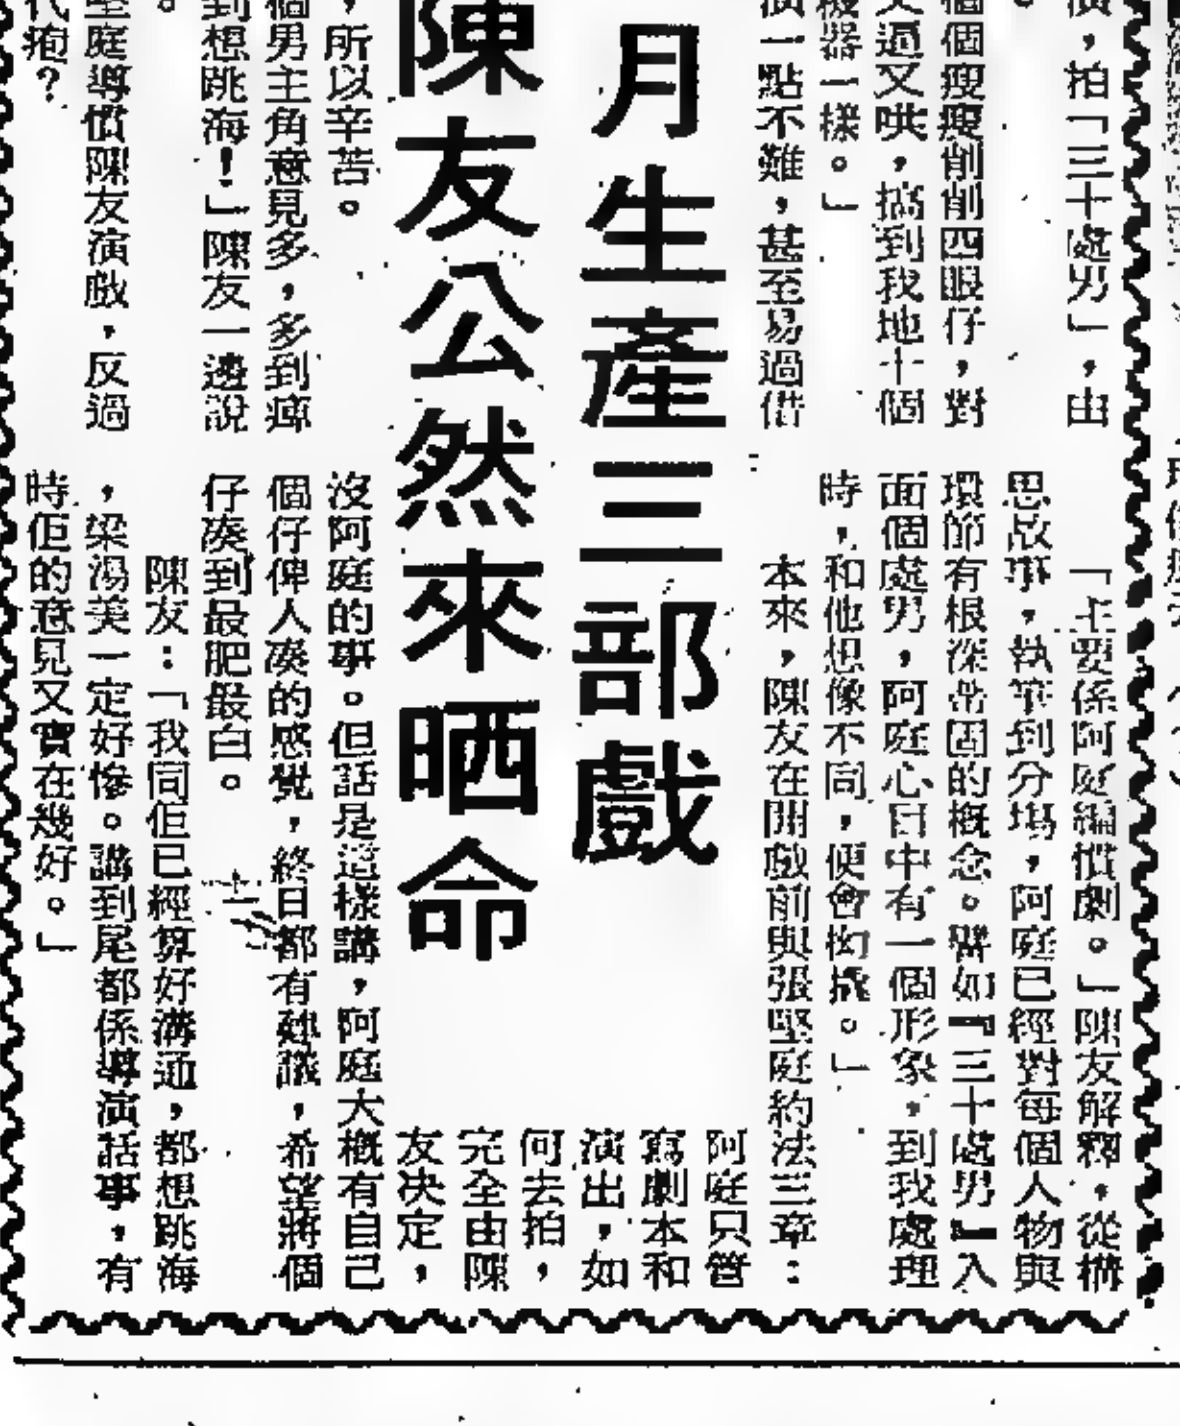 月生產三部戲
陳友公然來晒命
演，拍「三十處男」，由
。
個個瘦瘦削削四眼仔，對
又逼又哄，搞到我地十個
機器一樣。」
演一點不難，甚至易過借
，所以辛苦。
個男主角意見多，多到痺
到想跳海！」陳友一邊說
。
堅庭導慣陳友演戲，反過
代庖？
「主要係阿庭編慣劇。」陳友解釋，從構
思故事，執筆到分場，阿庭已經對每個人物與
環節有根深蒂固的概念。譬如『三十處男』入
面個處男，阿庭心目中有一個形象，到我處理
時，和他想像不同，便會拗撬。」
本來，陳友在開戲前與張堅庭約法三章：
阿庭只管
寫劇本和
演出，如
何去拍，
完全由陳
友决定，
沒阿庭的事。但話是這樣講，阿庭大概有自己
個仔俾人凑的感覺，終日都有建議，希望將個
仔凑到最肥最白。
陳友：「我同佢已經算好溝通，都想跳海
，梁湯美一定好慘。講到尾都係導演話事，有
時佢的意見又實在幾好。」